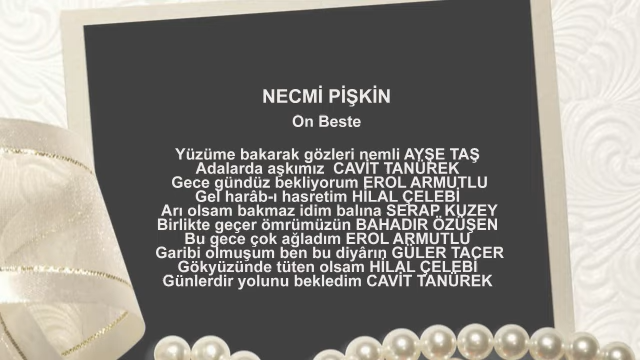 NECMİ PİŞKİN
On Beste
Yüzüme bakarak gözleri nemli AYŞE TAŞ
Adalarda aşkımız CAVİT TANÜREK
Gece gündüz bekliyorum EROL ARMUTLU
Gel harâb-ı hasretim HİLAL ÇELEBİ
Arı olsam bakmaz idim balına SERAP KUZEY
Birlikte geçer ömrümüzün BAHADIR ÖZÜŞEN
Bu gece çok ağladım EROL ARMUTLU
Garibi olmuşum ben bu diyârın GÜLER TAÇER
Gökyüzünde tüten olsam HİLAL ÇELEBİ
Günlerdir yolunu bekledim CAVİT TANÜREK